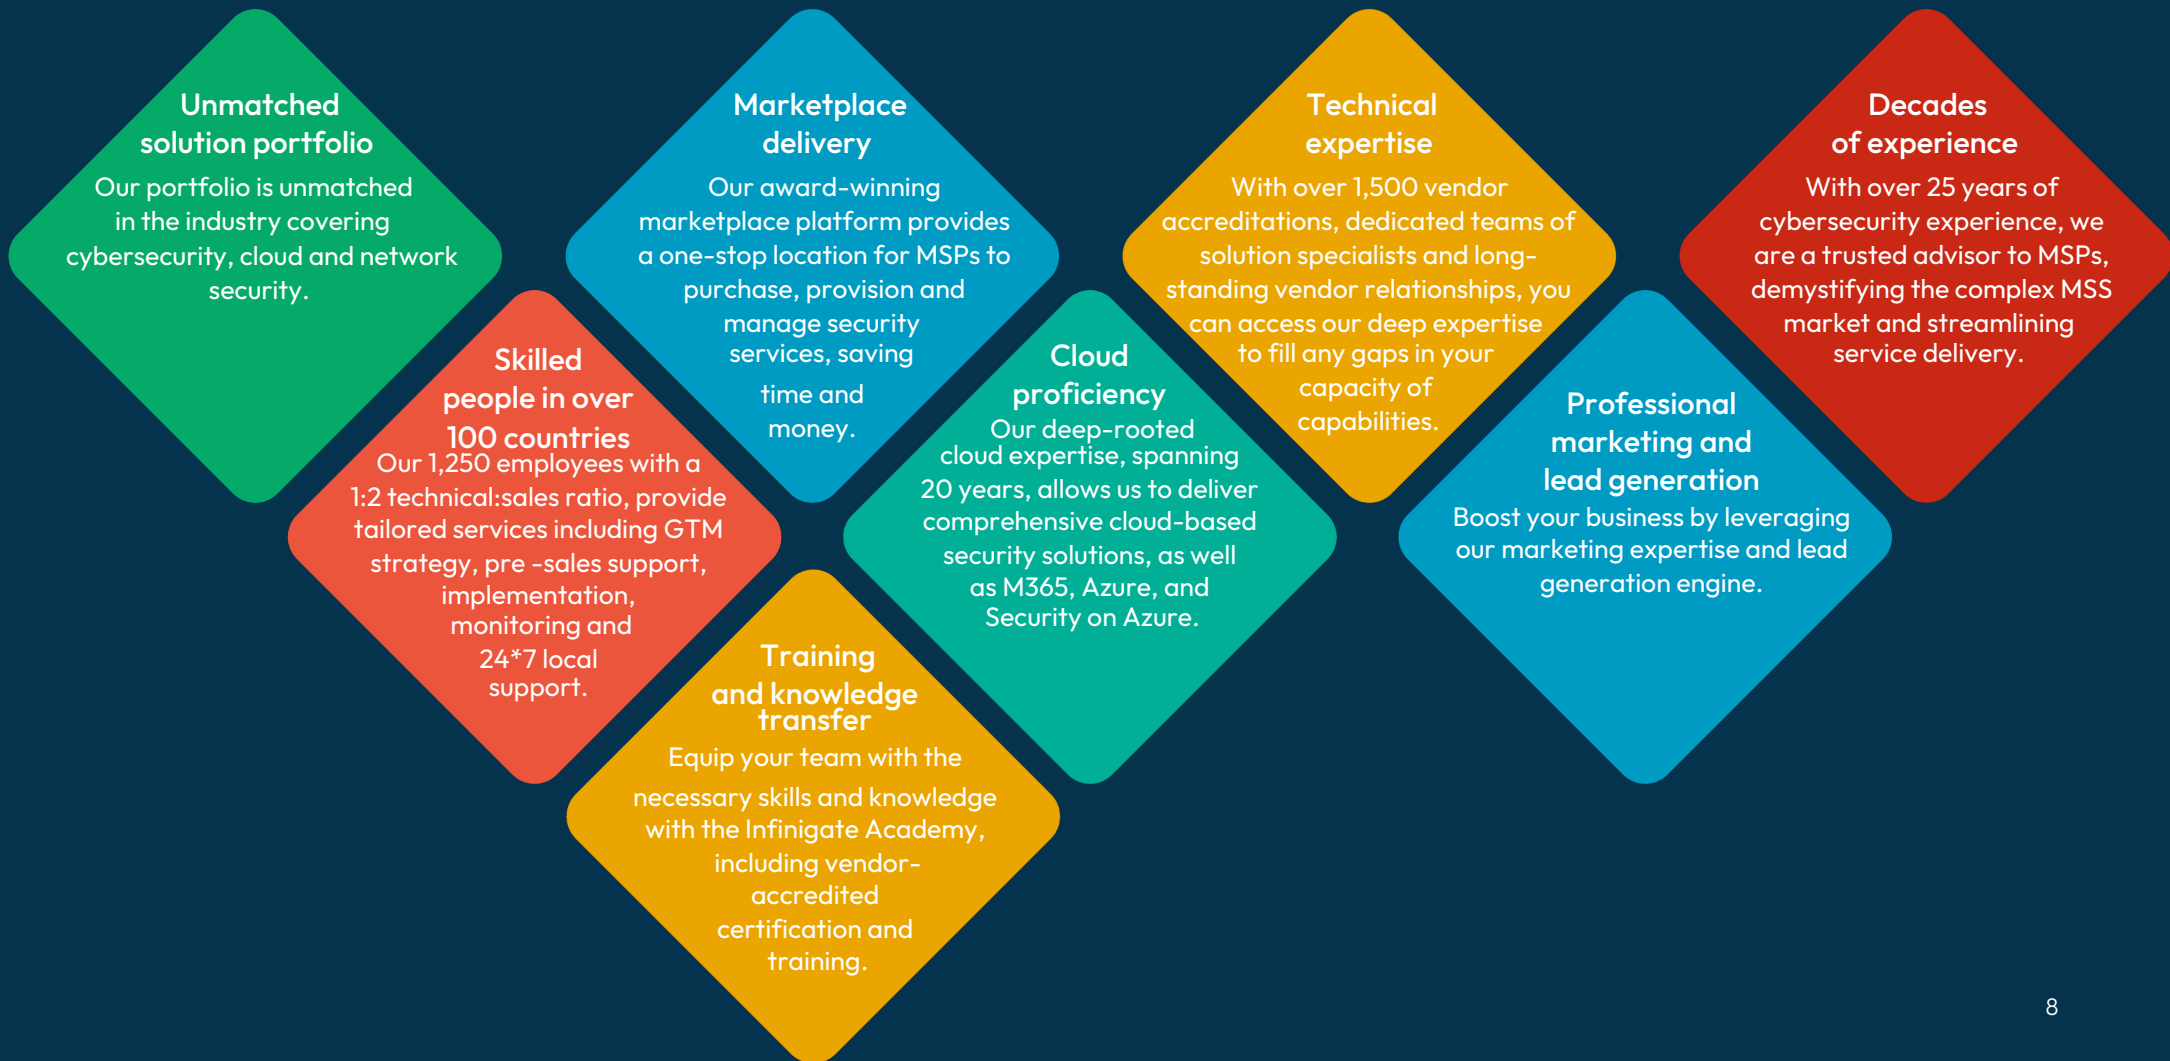 Unmatched
solution portfolio
Our portfolio is unmatched
in the industry covering
cybersecurity, cloud and network
security.
Marketplace
delivery
Our award-winning
marketplace platform provides
a one-stop location for MSPs to
purchase, provision and
manage security
services, saving
time and
money.
Technical
expertise
With over 1,500 vendor
accreditations, dedicated teams of
solution specialists and long-
standing vendor relationships, you
can access our deep expertise
to fill any gaps in your
capacity of
capabilities.
Decades
of experience
With over 25 years of
cybersecurity experience, we
are a trusted advisor to MSPs,
demystifying the complex MSS
market and streamlining
service delivery.
Skilled
people in over
100 countries
Our 1,250 employees with a
1:2 technical:sales ratio, provide
tailored services including GTM
strategy, pre -sales support,
implementation,
monitoring and
24*7 local
support.
Cloud
proficiency
Our deep-rooted
cloud expertise, spanning
20 years, allows us to deliver
comprehensive cloud-based
security solutions, as well
as M365, Azure, and
Security on Azure.
Professional
marketing and
lead generation
Boost your business by leveraging
our marketing expertise and lead
generation engine.
Training
and knowledge
transfer
Equip your team with the
necessary skills and knowledge
with the Infinigate Academy,
including vendor-
accredited
certification and
training.
8